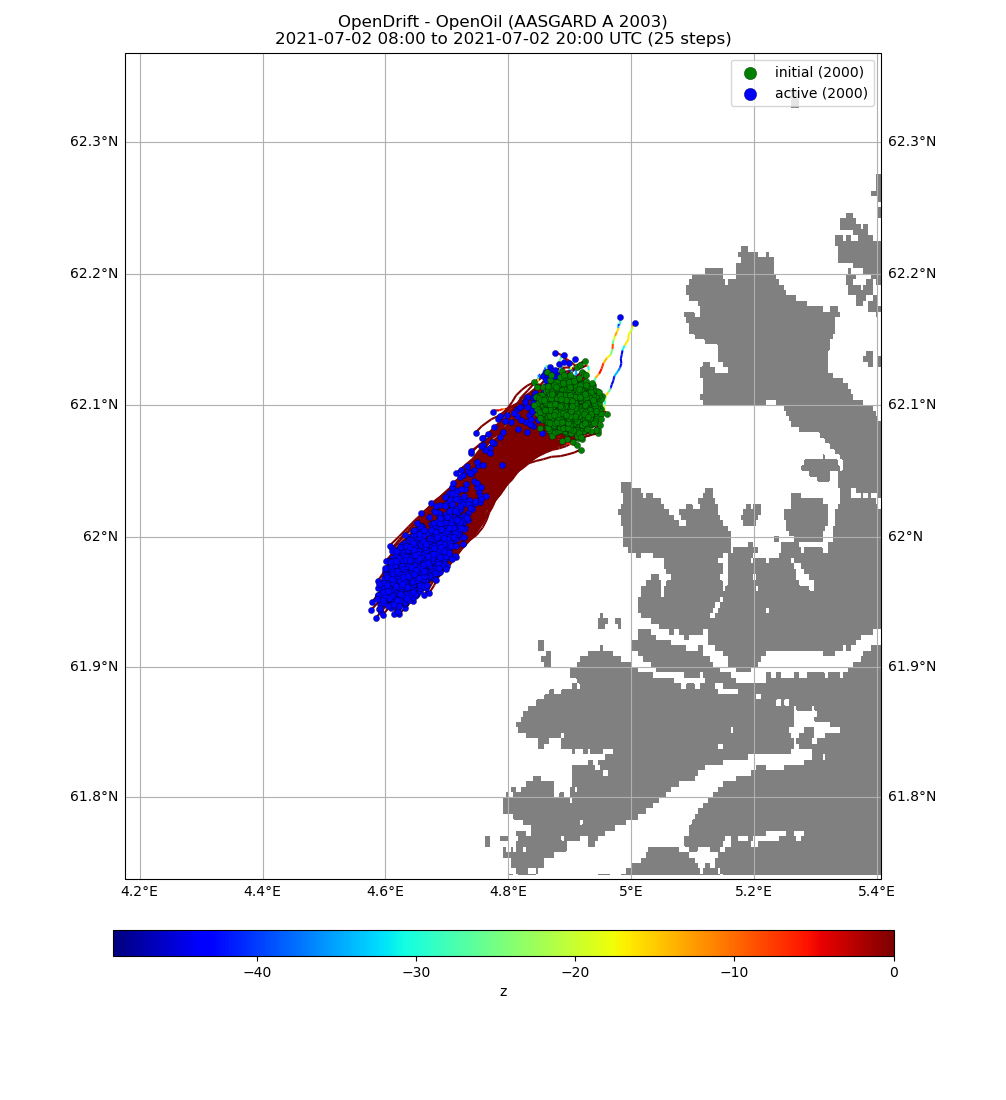 OpenDrift - OpenOil (AASGARD A 2003)
2021-07-02 08:00 to 2021-07-02 20:00 UTC (25 steps)
initial (2000)
active (2000)
62.3°N 62.3°N
62.2°N 62.2°N
62.1°N 62.1°N
62°N 62°N
61.9°N 61.9°N
61.8°N 61.8°N
4.2°E 4.4°E 4.6°E 4.8°E 5°E 5.2°E 5.4°E
−40 −30 −20 −10 0
z